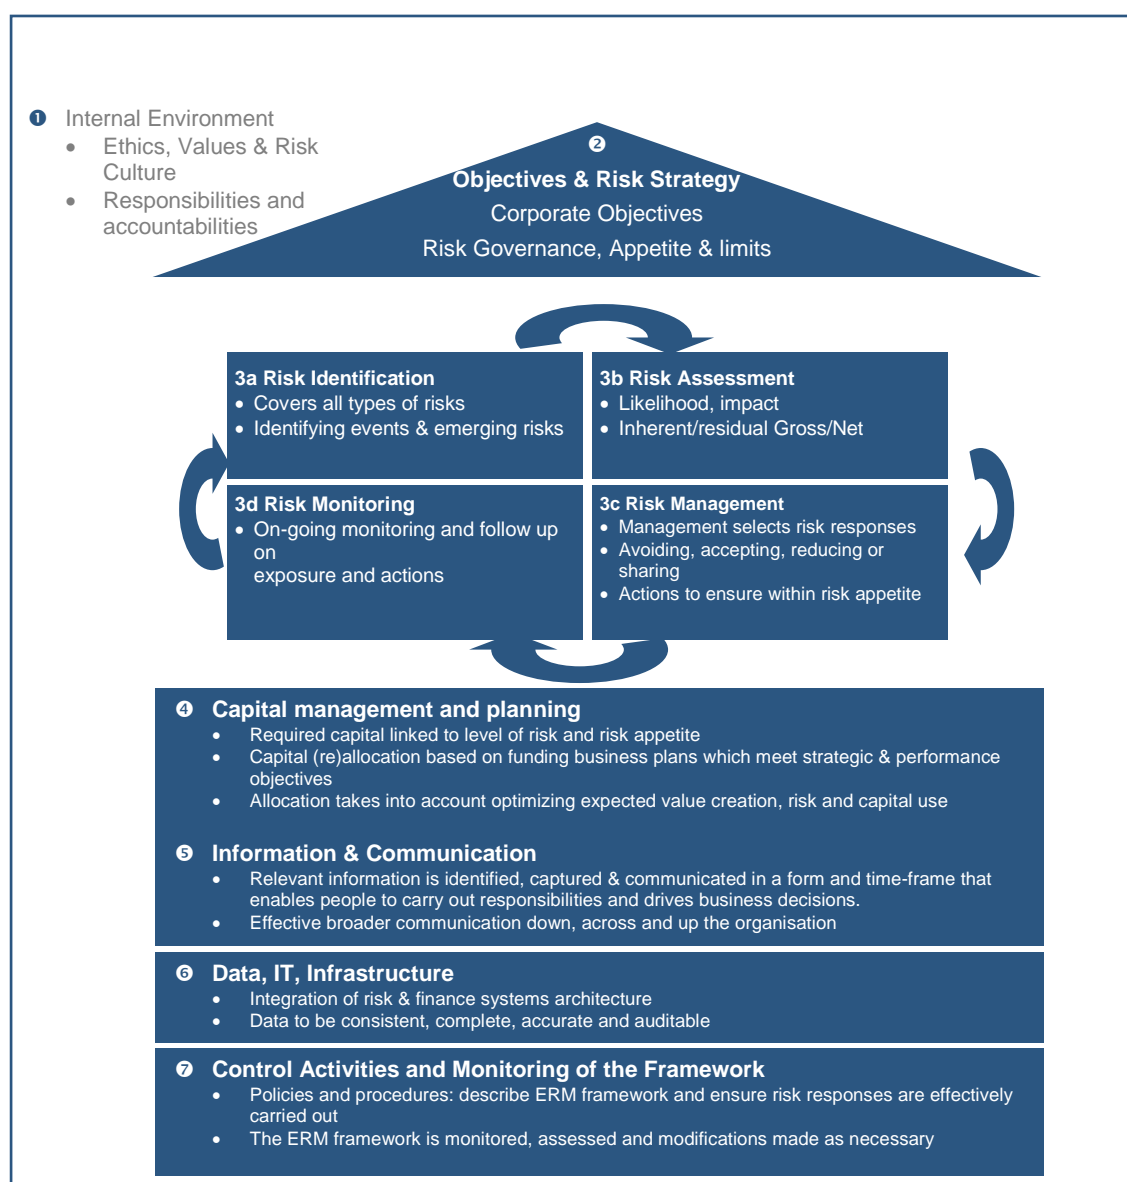 ❶ Internal Environment
• Ethics, Values & Risk
Culture
• Responsibilities and
accountabilities
❷
Objectives & Risk Strategy
Corporate Objectives
Risk Governance, Appetite & limits
3a Risk Identification
• Covers all types of risks
• Identifying events & emerging risks
3b Risk Assessment
• Likelihood, impact
• Inherent/residual Gross/Net
3d Risk Monitoring
• On-going monitoring and follow up
on
exposure and actions
3c Risk Management
• Management selects risk responses
• Avoiding, accepting, reducing or
sharing
• Actions to ensure within risk appetite
❹ Capital management and planning
• Required capital linked to level of risk and risk appetite
• Capital (re)allocation based on funding business plans which meet strategic & performance
objectives
• Allocation takes into account optimizing expected value creation, risk and capital use
❺ Information & Communication
• Relevant information is identified, captured & communicated in a form and time-frame that
enables people to carry out responsibilities and drives business decisions.
• Effective broader communication down, across and up the organisation
❻ Data, IT, Infrastructure
• Integration of risk & finance systems architecture
• Data to be consistent, complete, accurate and auditable
❼ Control Activities and Monitoring of the Framework
• Policies and procedures: describe ERM framework and ensure risk responses are effectively
carried out
• The ERM framework is monitored, assessed and modifications made as necessary